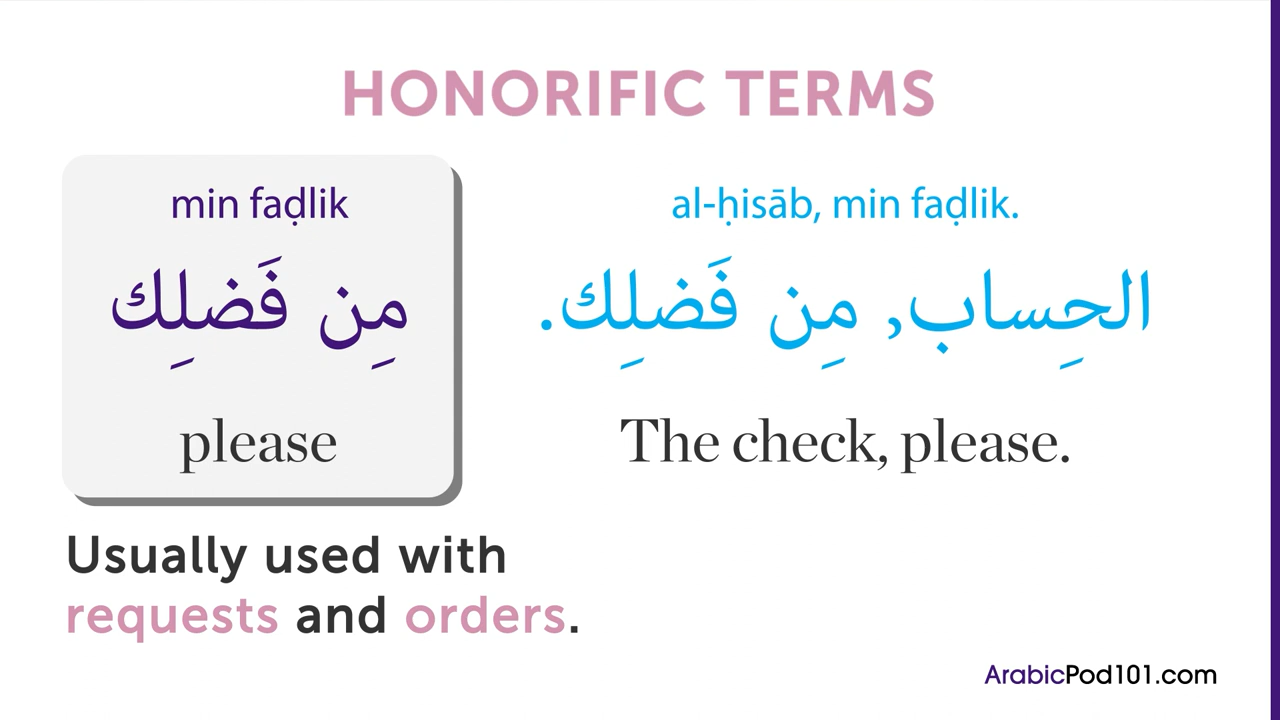 HONORIFIC TERMS
min faḍlik
مِن فَضلِك
please
al-ḥisāb, min faḍlik.
الحِساب, مِن فَضلِك.
The check, please.
Usually used with
requests and orders.
ArabicPod101.com